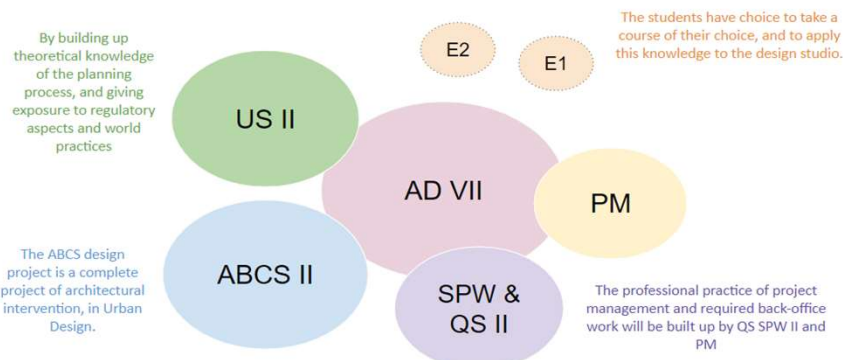 By building up
theoretical knowledge
of the planning
process, and giving
exposure to regulatory
aspects and world
practices
US II
E2
E1
The students have choice to take a
course of their choice, and to apply
this knowledge to the design studio.
AD VII
PM
The ABCS design
project is a complete
project of architectural
intervention, in Urban
Design.
ABCS II
SPW &
QS II
The professional practice of project
management and required back-office
work will be built up by QS SPW II and
PM